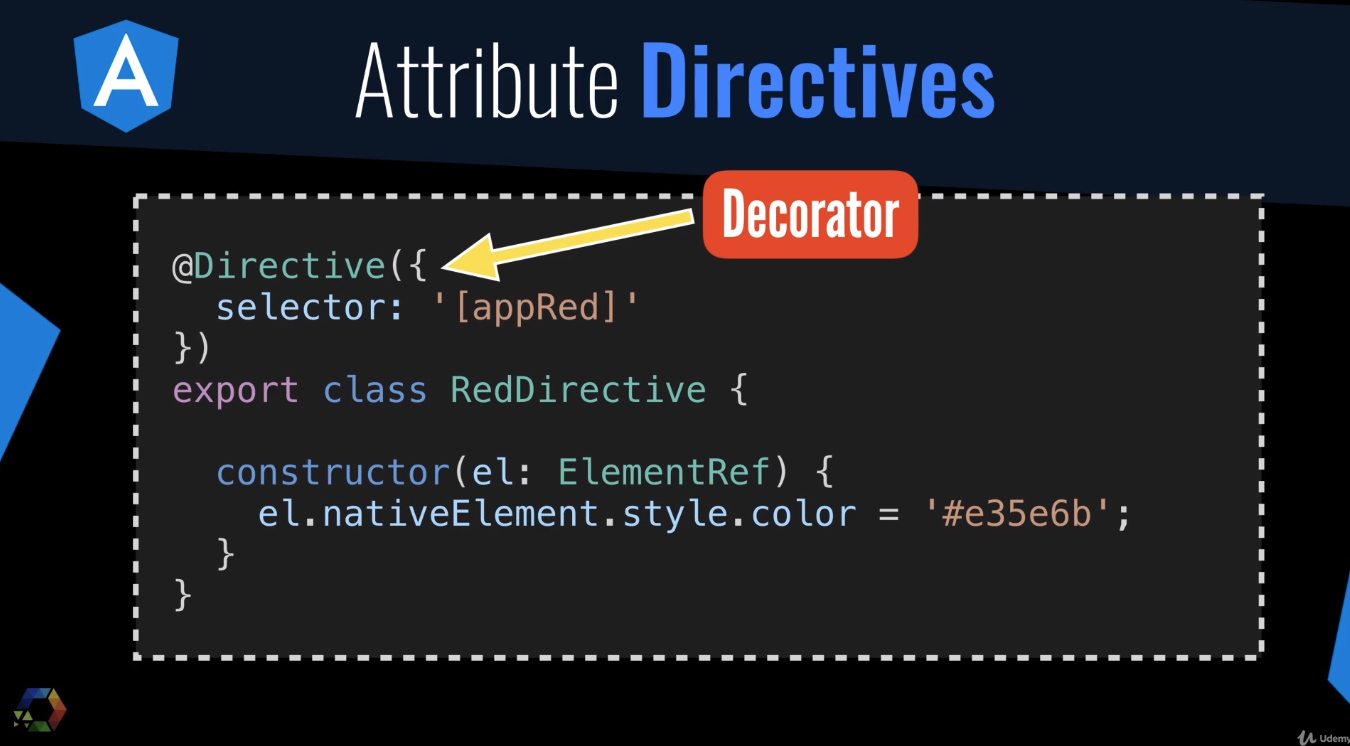 A
Attribute Directives
Decorator
@Directive({
  selector: '[appRed]'
})
export class RedDirective {

  constructor(el: ElementRef) {
    el.nativeElement.style.color = '#e35e6b';
  }
}
Udemy